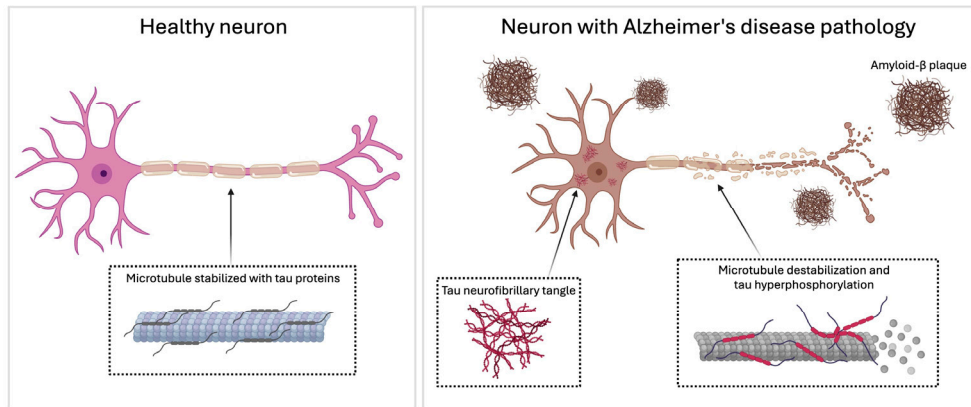 Healthy neuron
Microtubule stabilized with tau proteins
Neuron with Alzheimer's disease pathology
Amyloid-β plaque
Tau neurofibrillary tangle
Microtubule destabilization and
tau hyperphosphorylation